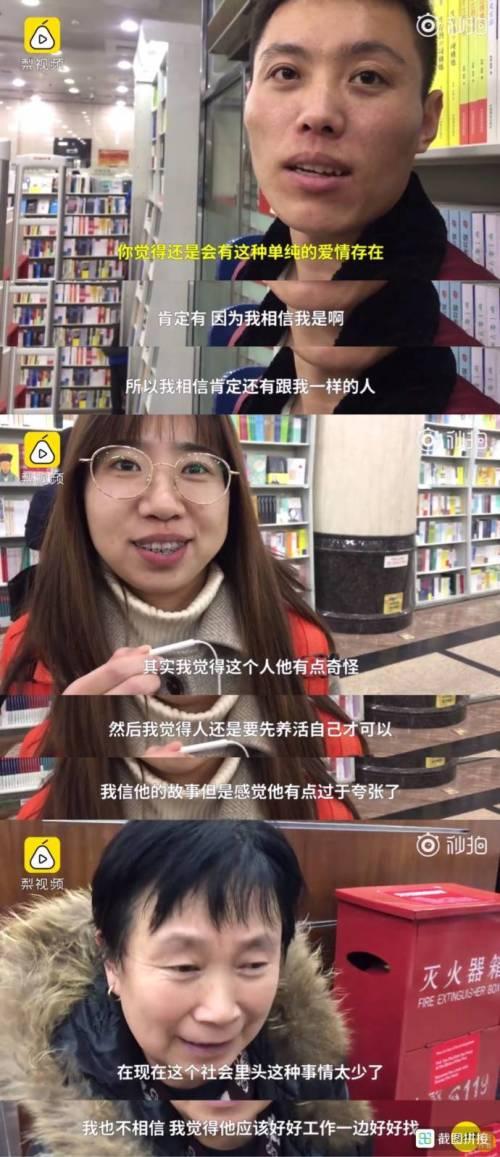 梨视频
秒拍
你觉得还是会有这种单纯的爱情存在
肯定有 因为我相信我是啊
所以我相信肯定还有跟我一样的人
梨视频
秒拍
其实我觉得这个人他有点奇怪
然后我觉得人还是要先养活自己才可以
我信他的故事但是感觉他有点过于夸张了
梨视频
秒拍
灭火器箱
FIRE EXTINGUISHER BOX
在现在这个社会里头这种事情太少了
119
我也不相信 我觉得他应该好好工作一边好好找
截图拼接